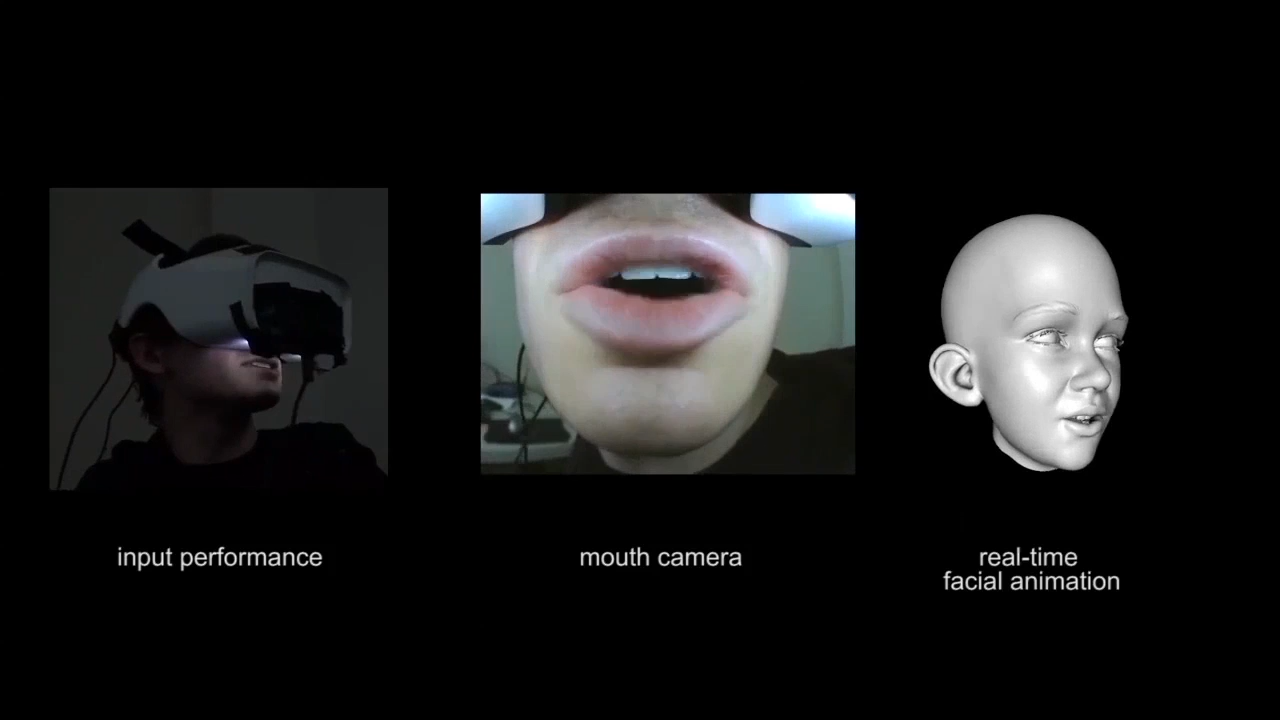 input performance
mouth camera
real-time
facial animation